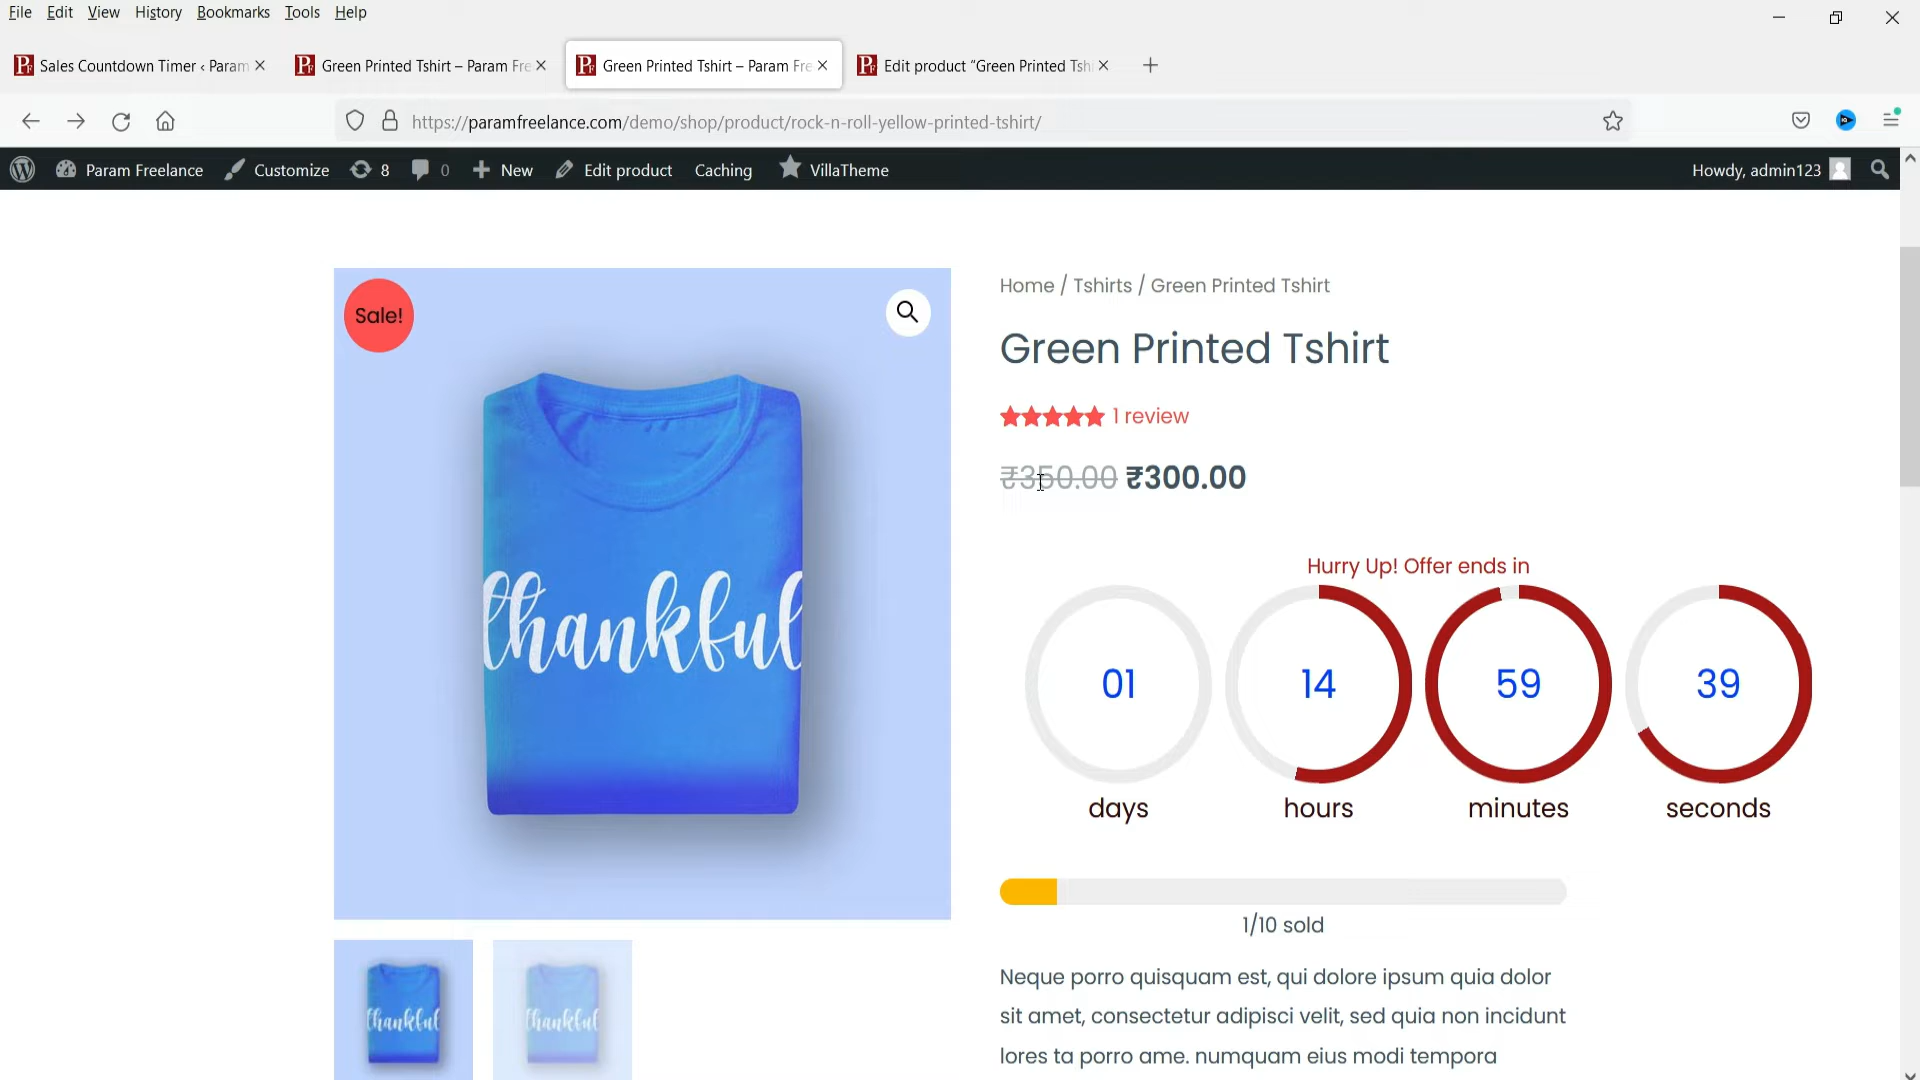 File Edit View History Bookmarks Tools Help
Sales Countdown Timer ‹ Param
Green Printed Tshirt – Param Fre
Green Printed Tshirt – Param Fre
Edit product “Green Printed Tsh
https://paramfreelance.com/demo/shop/product/rock-n-roll-yellow-printed-tshirt/
Param Freelance Customize 8 0 New Edit product Caching VillaTheme Howdy, admin123
Sale!
thankful
Home / Tshirts / Green Printed Tshirt
Green Printed Tshirt
1 review
₹350.00 ₹300.00
Hurry Up! Offer ends in
01 14 59 39
days hours minutes seconds
1/10 sold
Neque porro quisquam est, qui dolore ipsum quia dolor
sit amet, consectetur adipisci velit, sed quia non incidunt
lores ta porro ame. numquam eius modi tempora
thankful
thankful